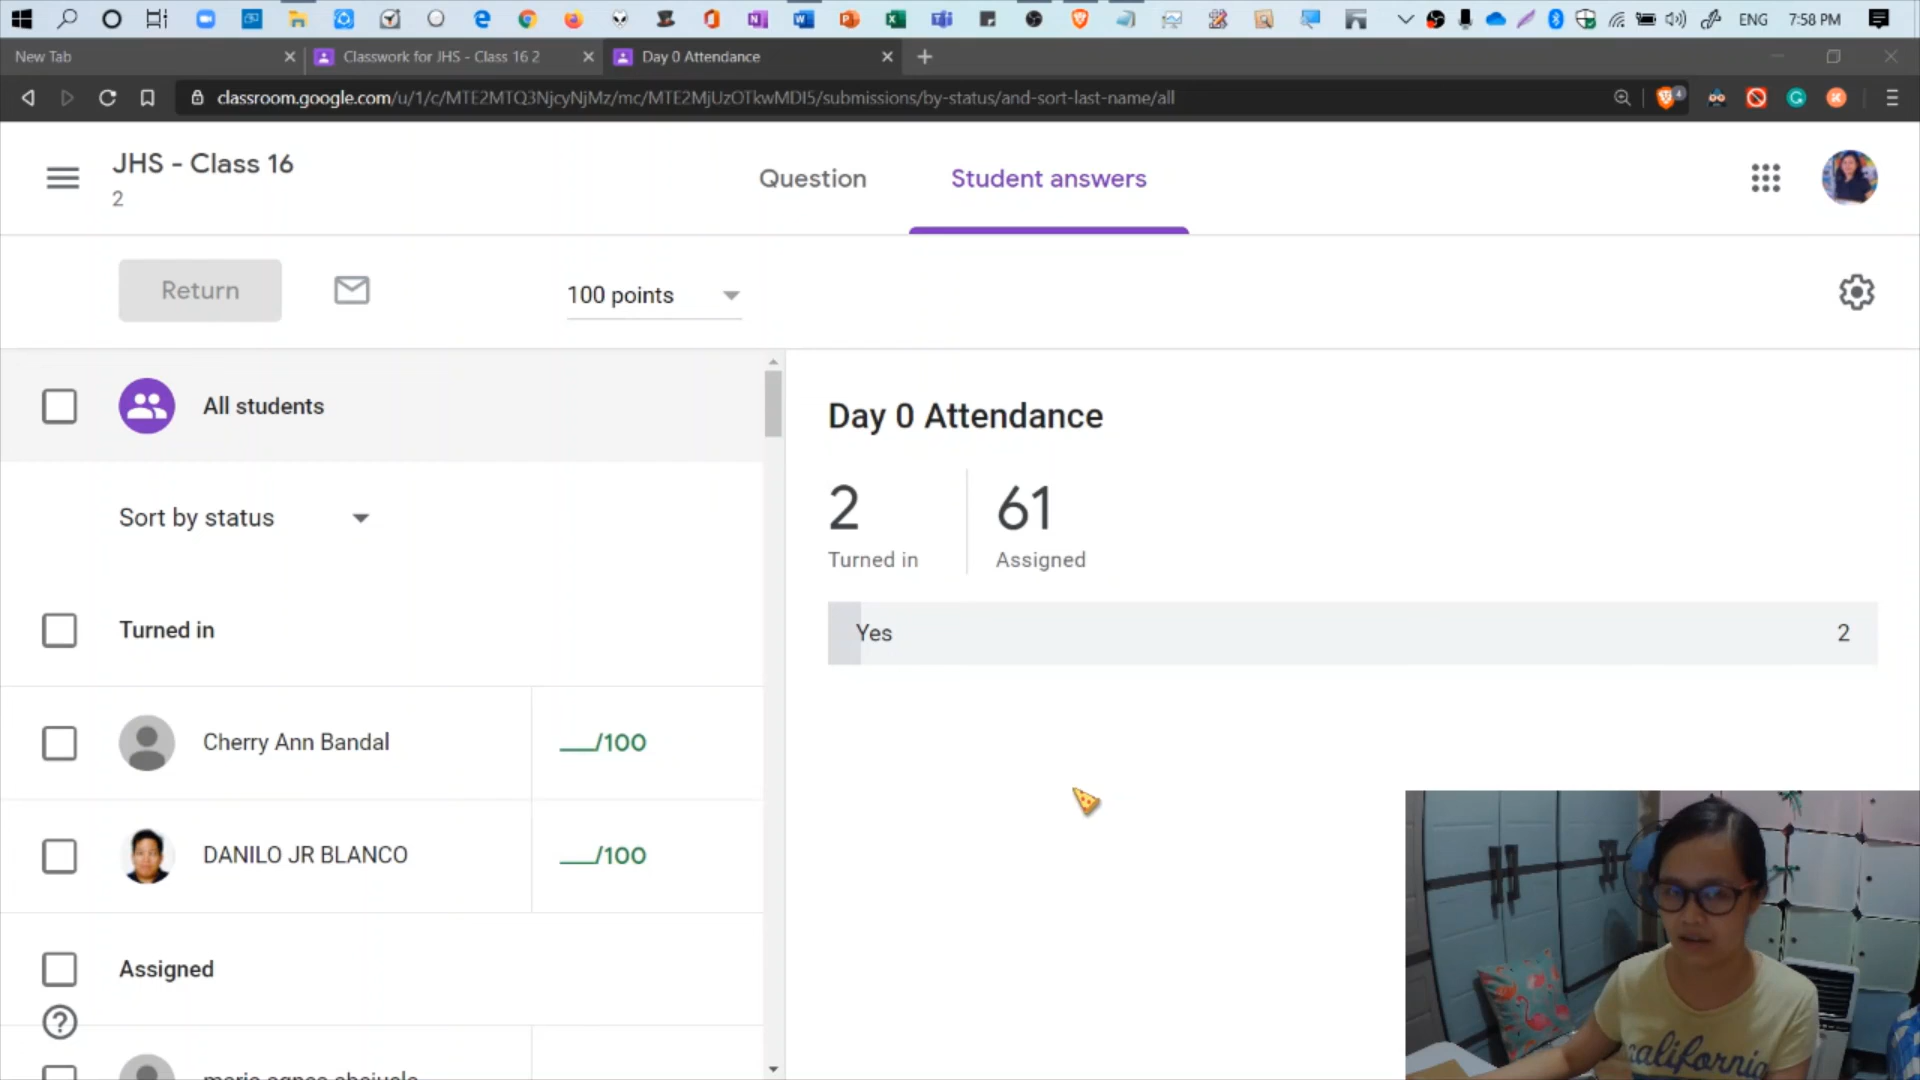 ENG 7:58 PM
New Tab
Classwork for JHS - Class 16 2
Day 0 Attendance
classroom.google.com/u/1/c/MTE2MTQ3NjcyNjMz/mc/MTE2MjUzOTkwMDI5/submissions/by-status/and-sort-last-name/all
4
JHS - Class 16
2
Question
Student answers
Return
100 points
All students
Sort by status
Turned in
Cherry Ann Bandal
___/100
DANILO JR BLANCO
___/100
Assigned
Day 0 Attendance
2
Turned in
61
Assigned
Yes
2
california